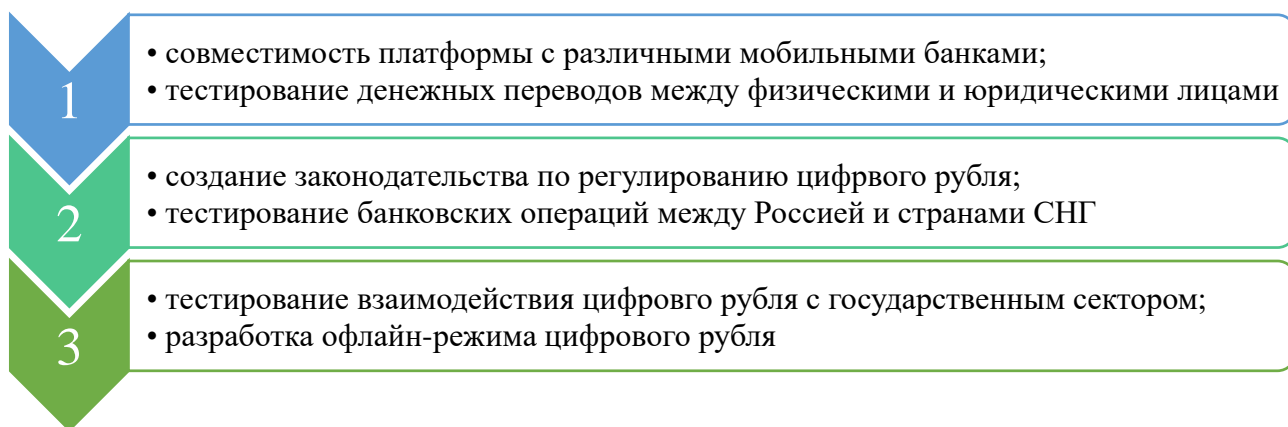 1
• совместимость платформы с различными мобильными банками;
• тестирование денежных переводов между физическими и юридическими лицами
2
• создание законодательства по регулированию цифрвого рубля;
• тестирование банковских операций между Россией и странами СНГ
3
• тестирование взаимодействия цифровго рубля с государственным сектором;
• разработка офлайн-режима цифрового рубля